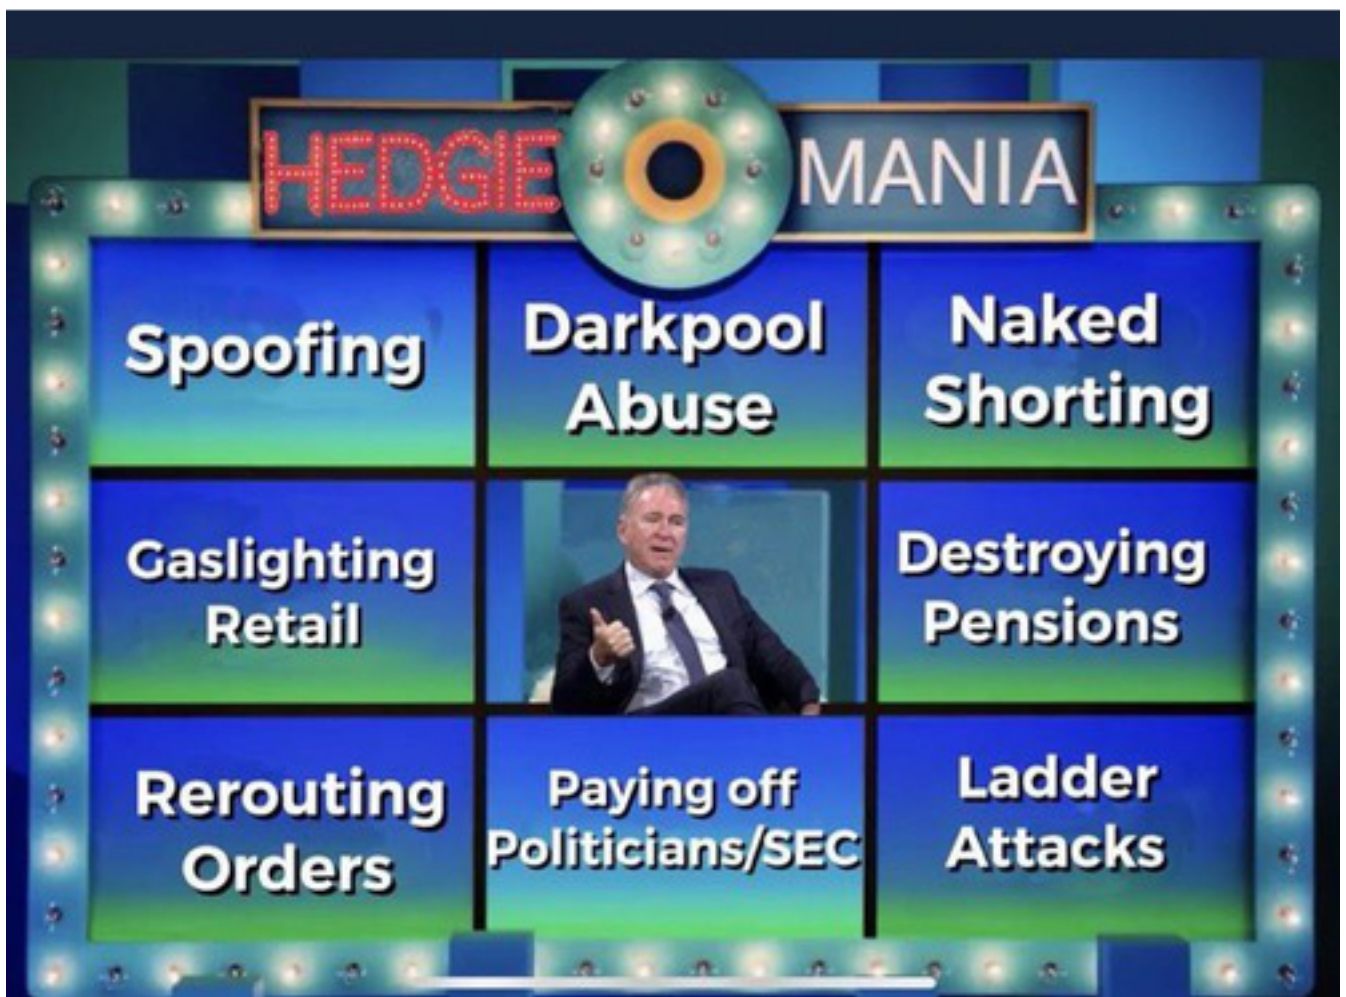 HEDGIE MANIA
Spoofing
Darkpool
Abuse
Naked
Shorting
Gaslighting
Retail
Destroying
Pensions
Rerouting
Orders
Paying off
Politicians/SEC
Ladder
Attacks